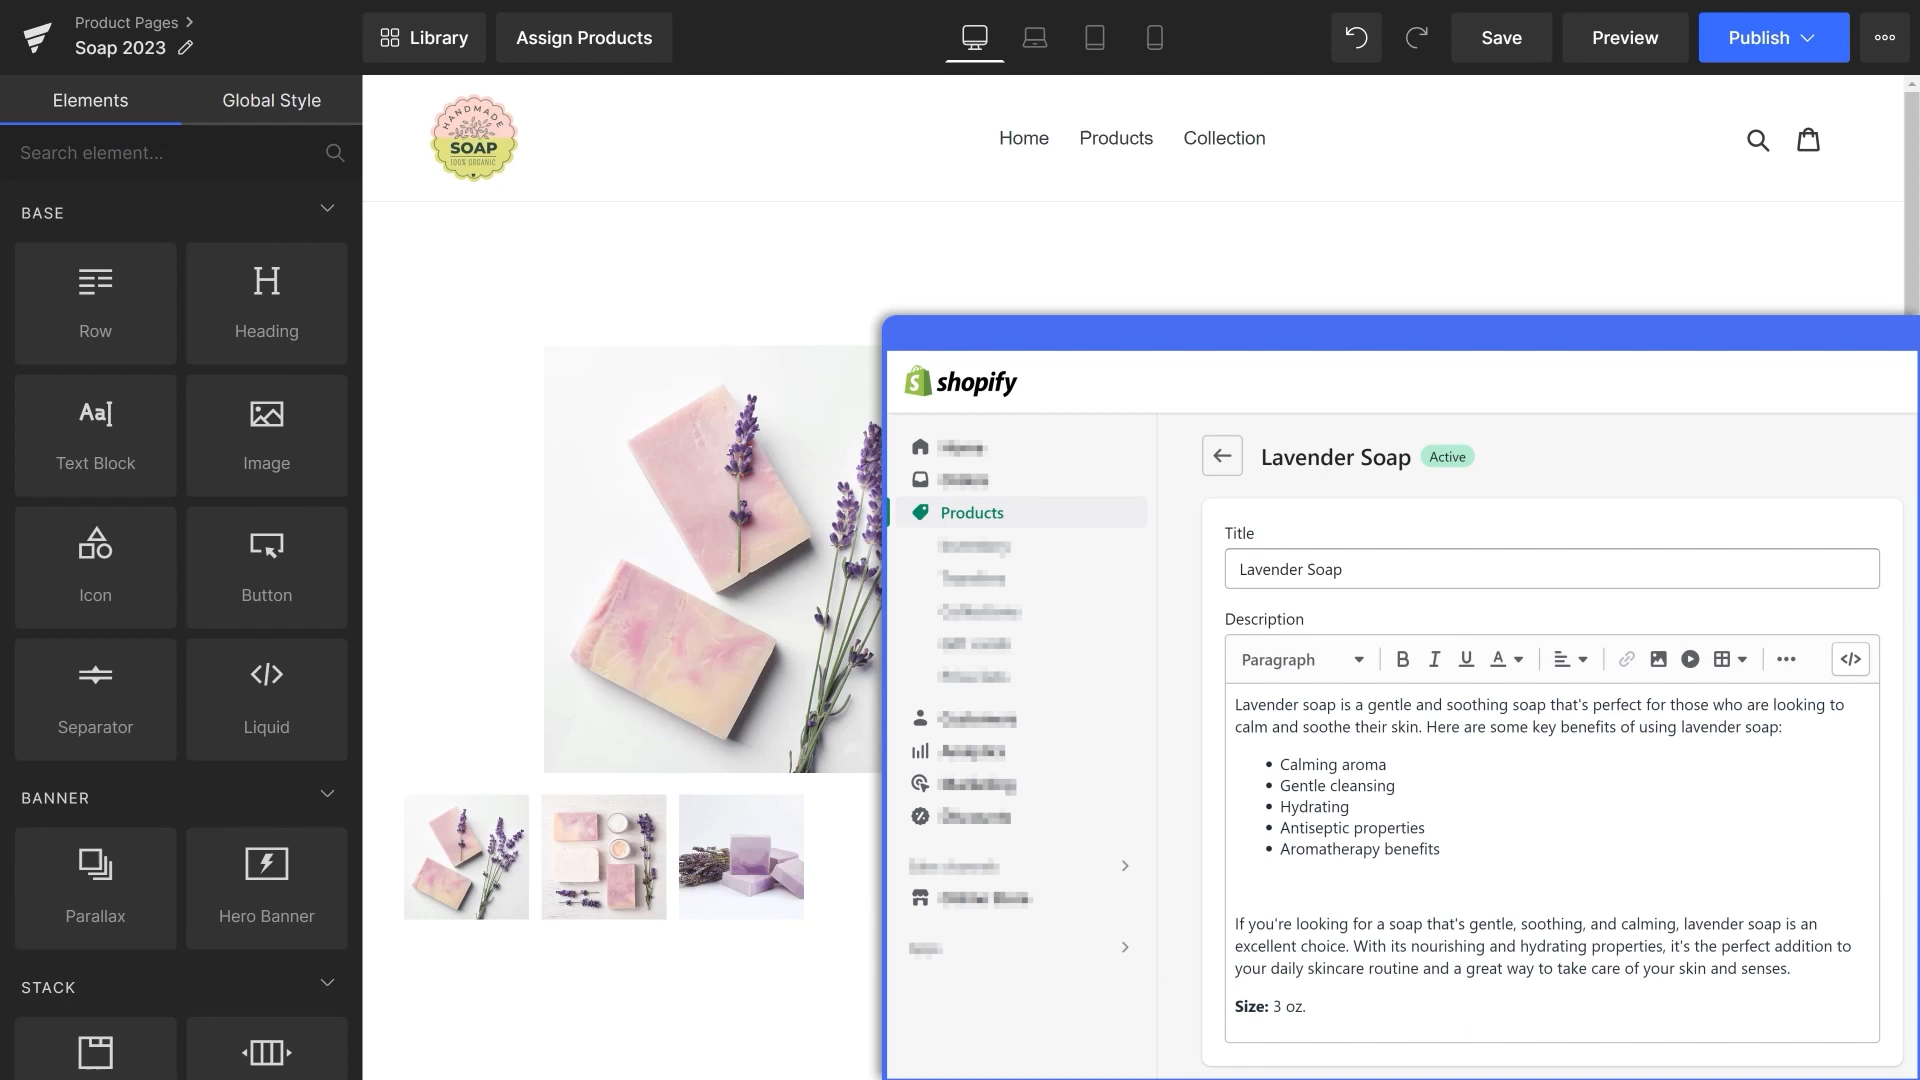 Product Pages
Soap 2023
Library
Assign Products
Save
Preview
Publish
Elements
Global Style
Search element...
BASE
Row
Heading
Text Block
Image
Icon
Button
Separator
Liquid
BANNER
Parallax
Hero Banner
STACK
HANDMADE
SOAP
100% ORGANIC
Home
Products
Collection
shopify
Products
Lavender Soap
Active
Title
Lavender Soap
Description
Paragraph
Lavender soap is a gentle and soothing soap that's perfect for those who are looking to
calm and soothe their skin. Here are some key benefits of using lavender soap:
Calming aroma
Gentle cleansing
Hydrating
Antiseptic properties
Aromatherapy benefits
If you're looking for a soap that's gentle, soothing, and calming, lavender soap is an
excellent choice. With its nourishing and hydrating properties, it's the perfect addition to
your daily skincare routine and a great way to take care of your skin and senses.
Size: 3 oz.